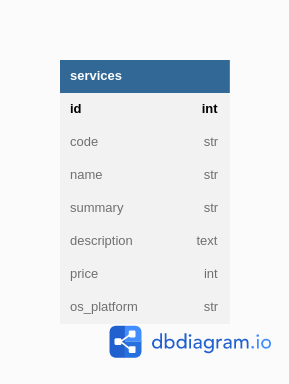 services
id int
code str
name str
summary str
description text
price int
os_platform str
dbdiagram.io